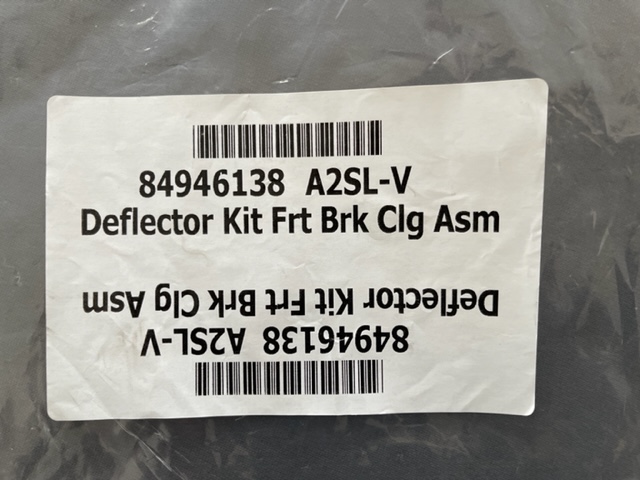 84946138 A2SL-V
Deflector Kit Frt Brk Clg Asm
Deflector Kit Frt Brk Clg Asm
84946138 A2SL-V